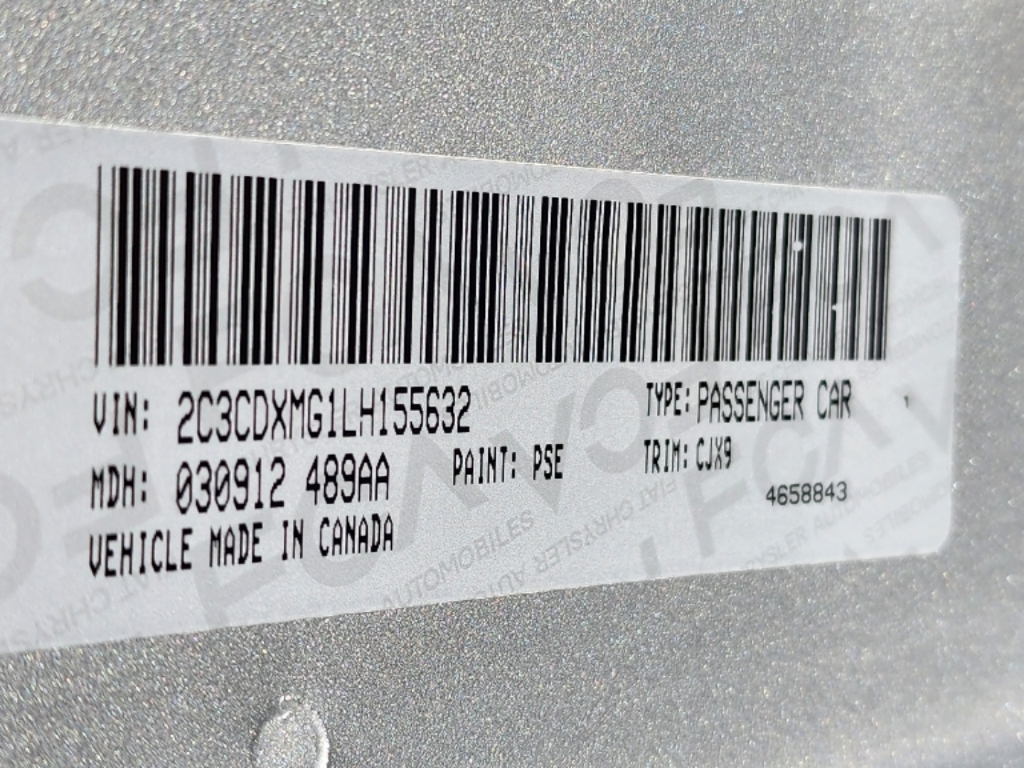 VIN: 2C3CDXMG1LH155632 TYPE: PASSENGER CAR
MDH: 030912 489AA PAINT: PSE TRIM: CJX9
4658843
VEHICLE MADE IN CANADA